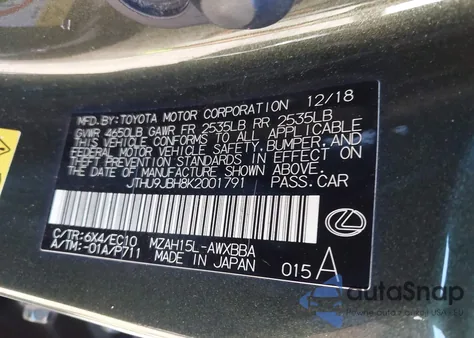 MFD. BY: TOYOTA MOTOR CORPORATION 12/18
GVWR 4650LB GAWR FR 2535LB RR 2535LB
THIS VEHICLE CONFORMS TO ALL APPLICABLE
FEDERAL MOTOR VEHICLE SAFETY, BUMPER, AND
THEFT PREVENTION STANDARDS IN EFFECT ON
THE DATE OF MANUFACTURE SHOWN ABOVE.
JTHU9JBH8K2001791 PASS. CAR
C/TR: 6X4/EC10 MZAH15L-AWXBBA
A/TM: -01A/P711 MADE IN JAPAN 015A
autoSnap